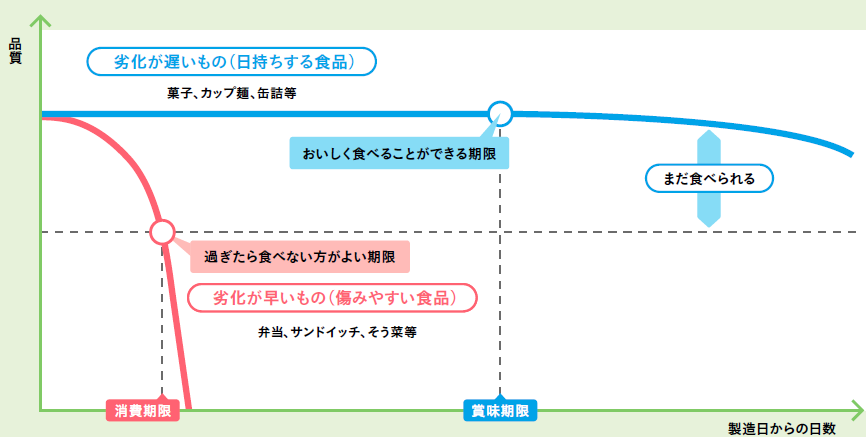 品質
劣化が遅いもの（日持ちする食品）
菓子、カップ麺、缶詰等
おいしく食べることができる期限
まだ食べられる
過ぎたら食べない方がよい期限
劣化が早いもの（傷みやすい食品）
弁当、サンドイッチ、そう菜等
消費期限
賞味期限
製造日からの日数